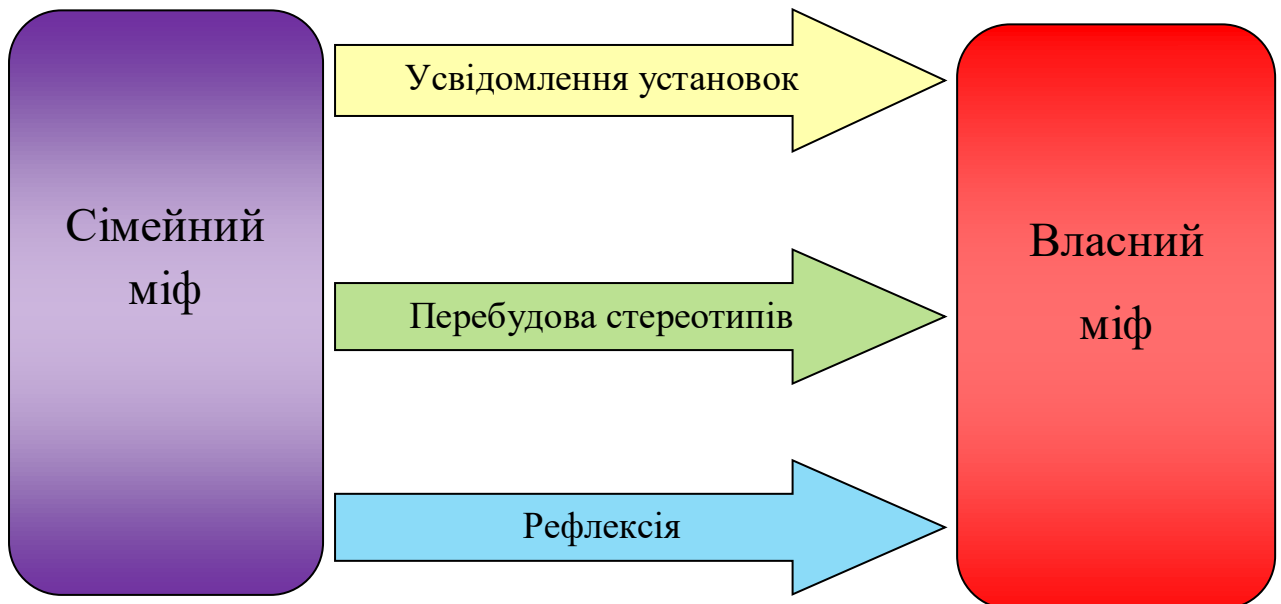 Сімейний
міф
Усвідомлення установок
Перебудова стереотипів
Рефлексія
Власний
міф